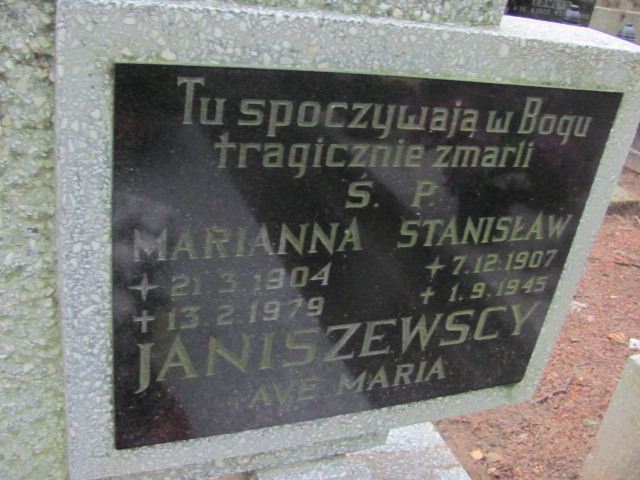 Tu spoczywają w Bogu
tragicznie zmarli
Ś. P.
MARIANNA STANISŁAW
21.3.1904 7.12.1907
13.2.1979 1.9.1945
JANISZEWSCY
AVE MARIA